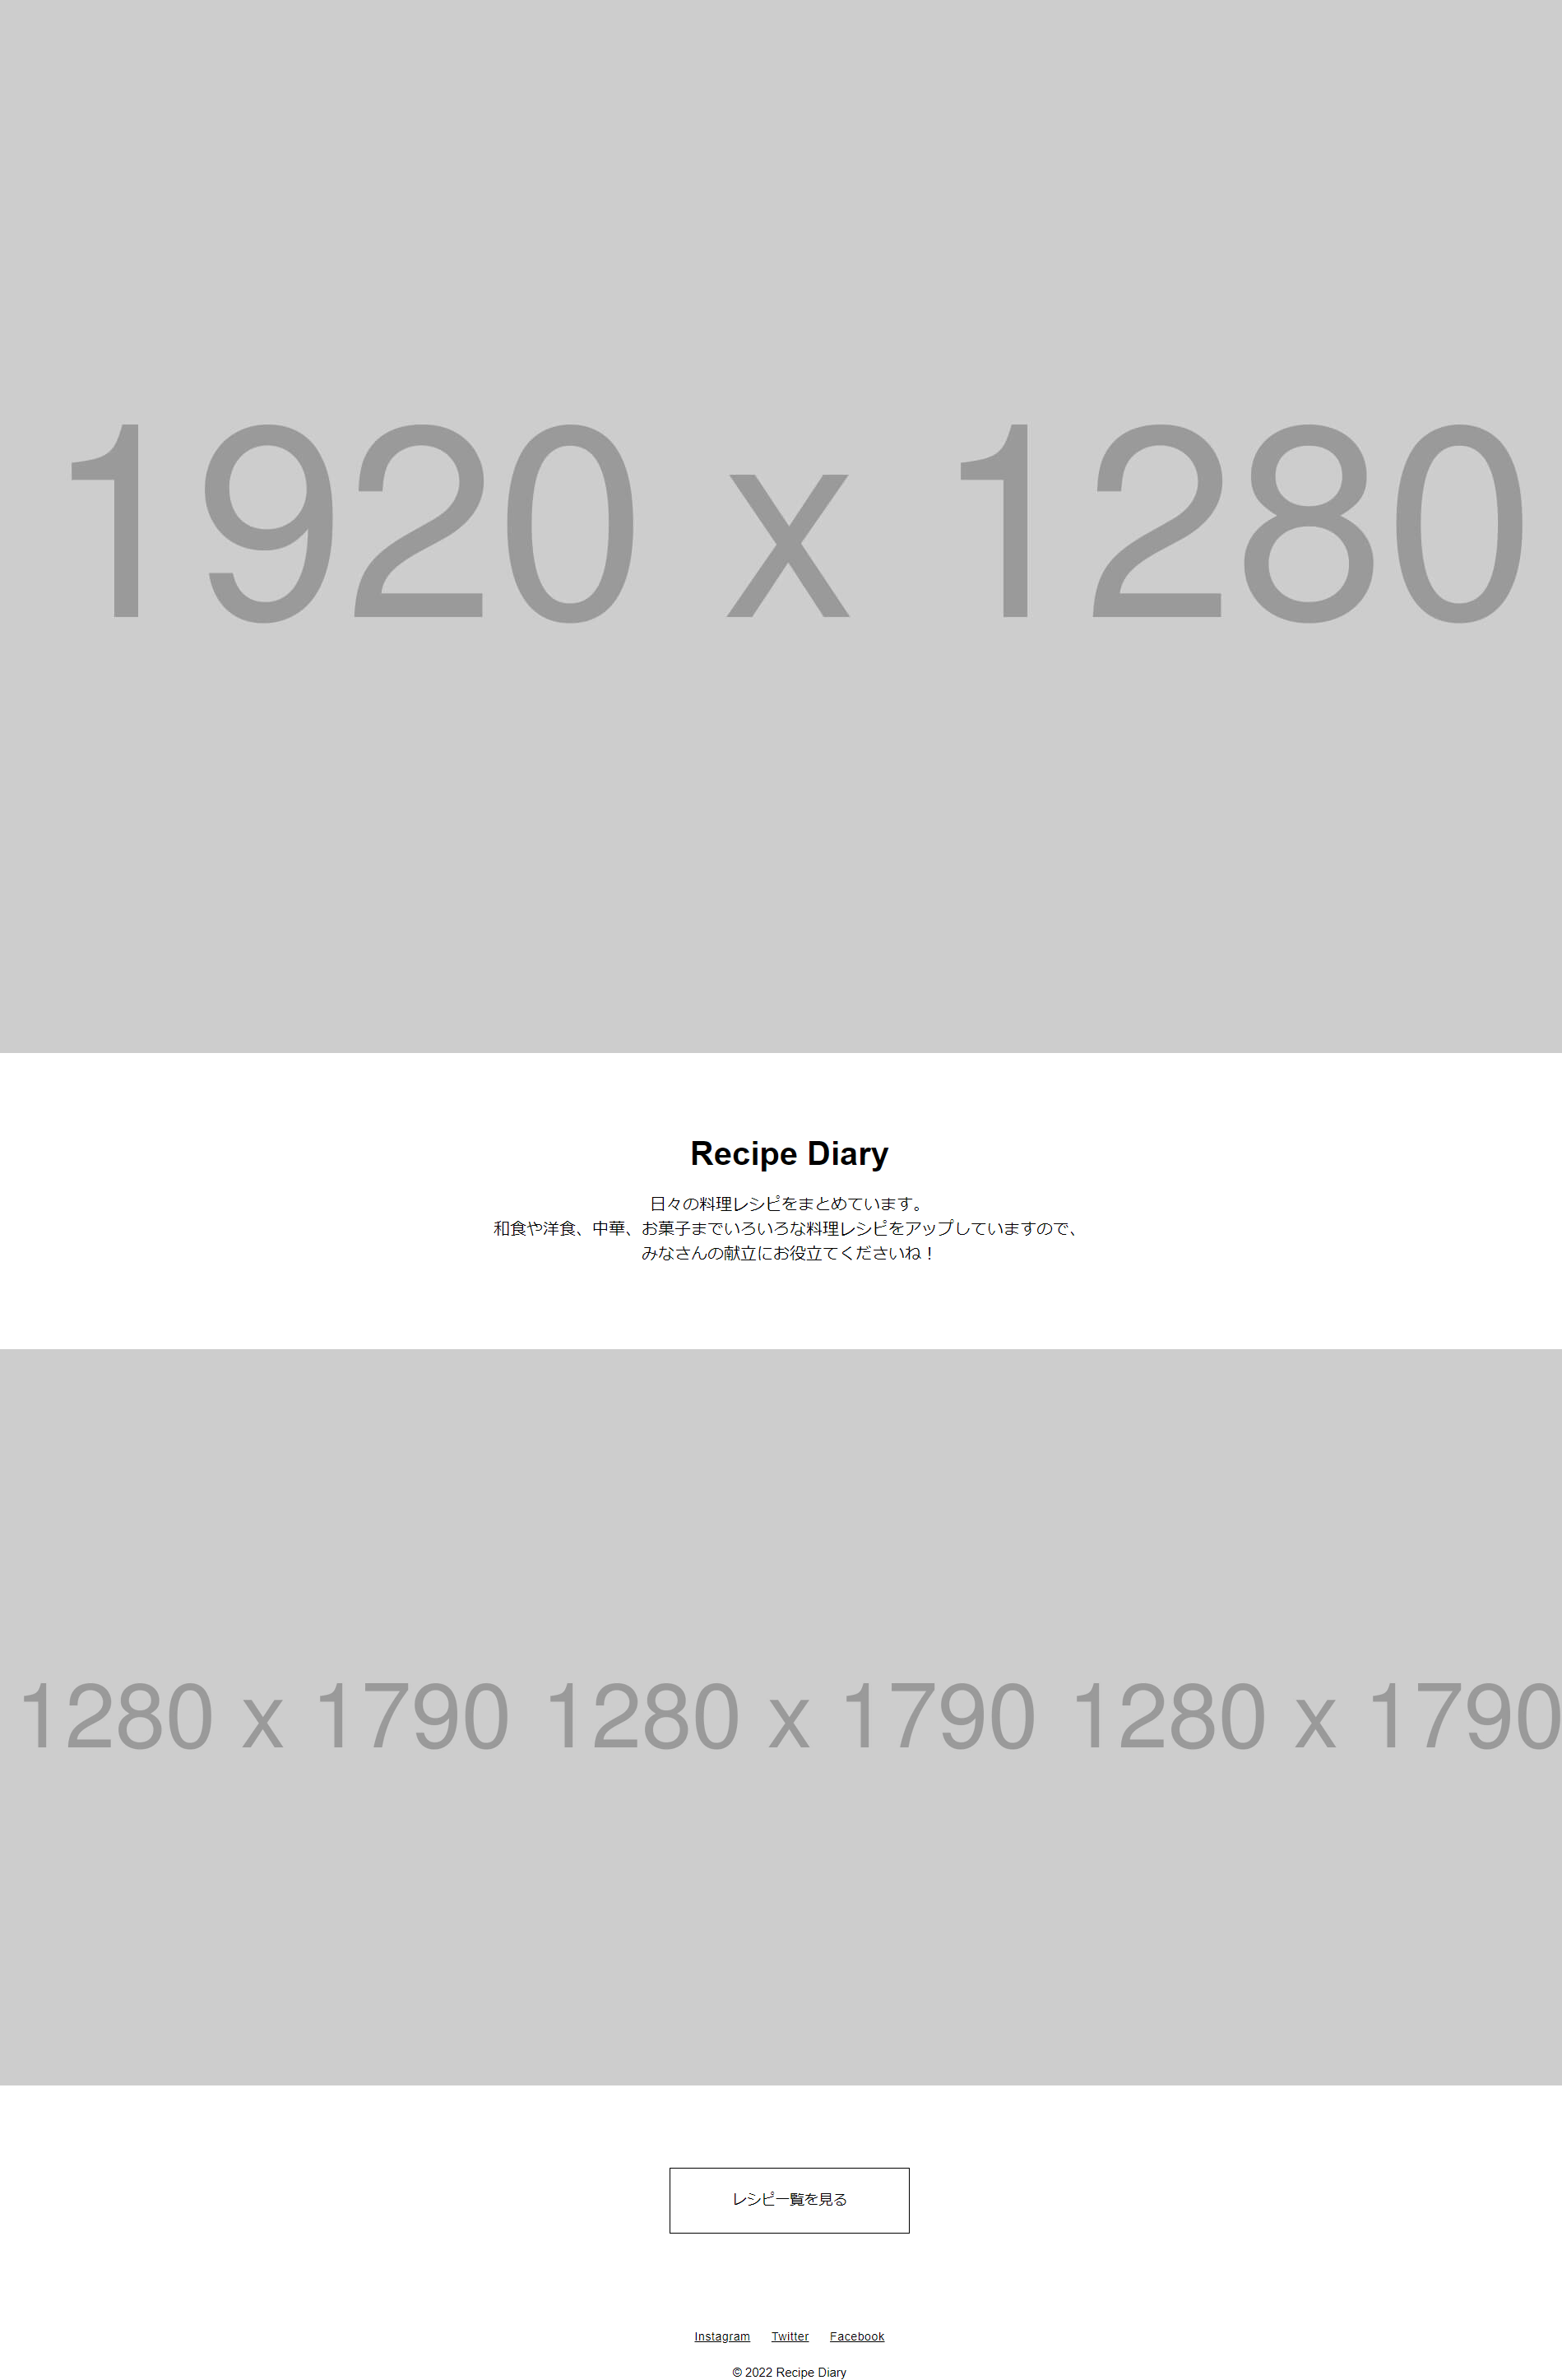 1920 x 1280
Recipe Diary
日々の料理レシピをまとめています。
和食や洋食、中華、お菓子までいろいろな料理レシピをアップしていますので、
みなさんの献立にお役立てくださいね！
1280 x 1790 1280 x 1790 1280 x 1790
レシピ一覧を見る
Instagram Twitter Facebook
© 2022 Recipe Diary